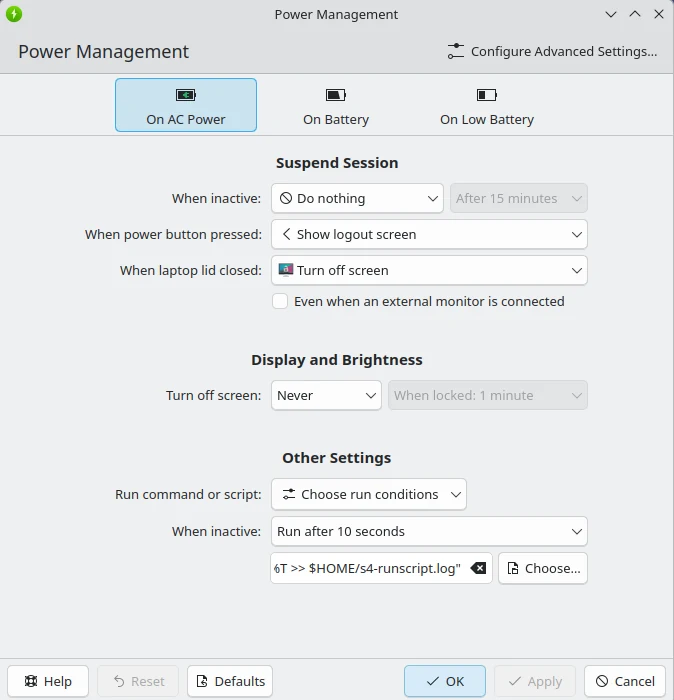 Power Management
Power Management
Configure Advanced Settings...
On AC Power
On Battery
On Low Battery
Suspend Session
When inactive: Do nothing After 15 minutes
When power button pressed: Show logout screen
When laptop lid closed: Turn off screen
Even when an external monitor is connected
Display and Brightness
Turn off screen: Never When locked: 1 minute
Other Settings
Run command or script: Choose run conditions
When inactive: Run after 10 seconds
%T >> $HOME/s4-runscript.log" Choose...
Help Reset Defaults OK Apply Cancel